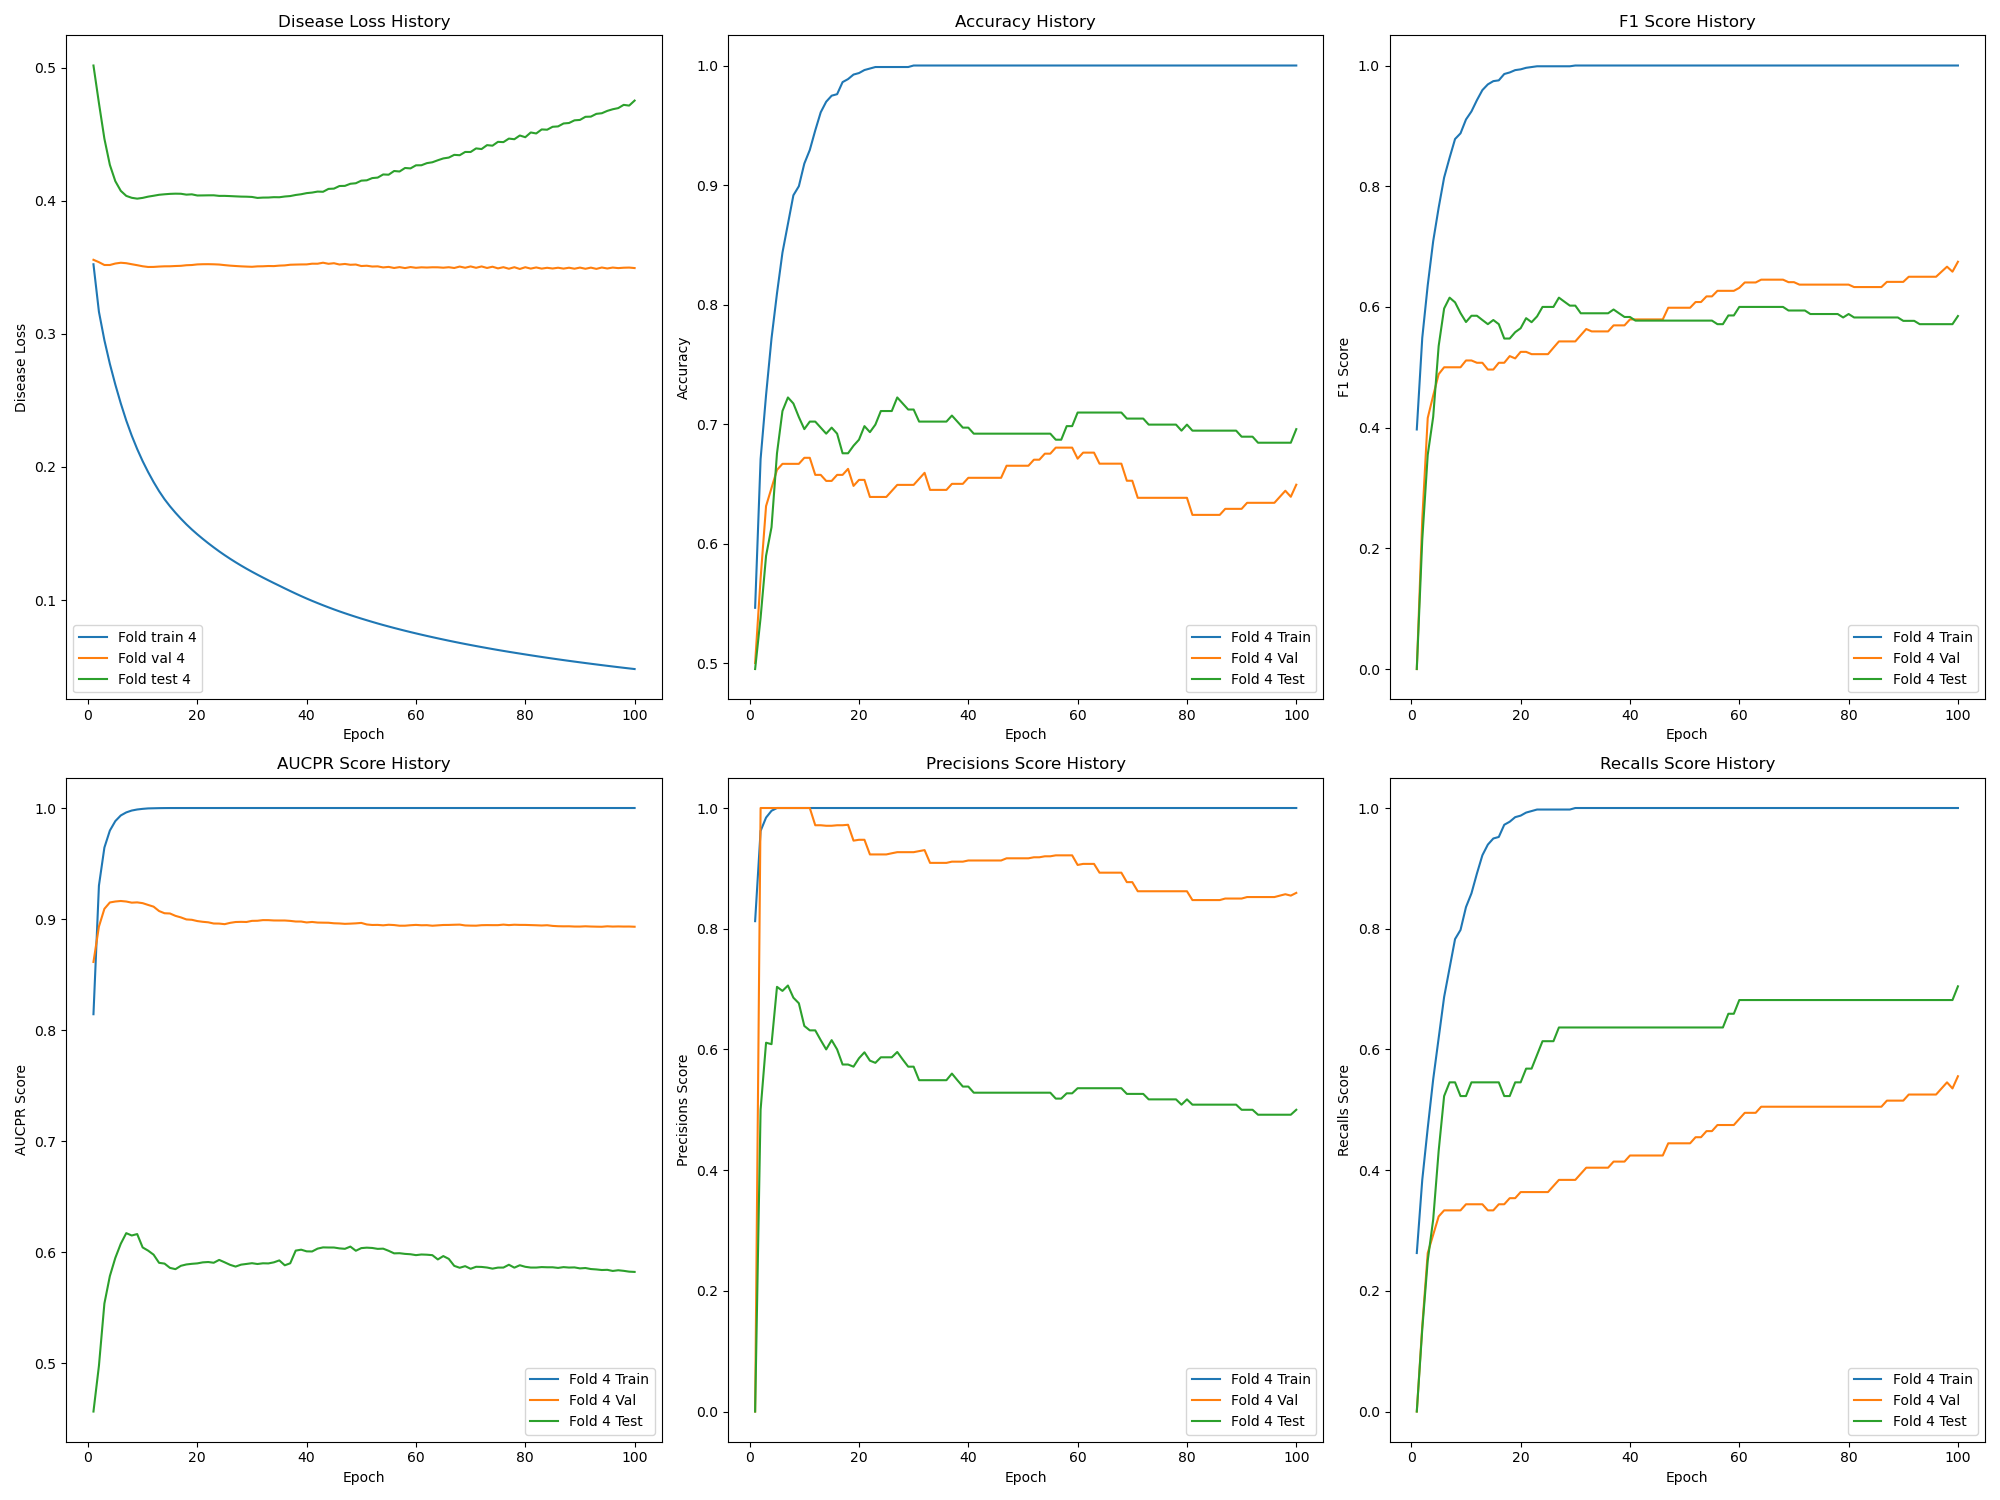 Disease Loss History
0.5
0.4
0.3
0.2
0.1
Disease Loss
Fold train 4
Fold val 4
Fold test 4
0 20 40 60 80 100
Epoch
Accuracy History
1.0
0.9
0.8
0.7
0.6
0.5
Accuracy
Fold 4 Train
Fold 4 Val
Fold 4 Test
0 20 40 60 80 100
Epoch
F1 Score History
1.0
0.8
0.6
0.4
0.2
0.0
F1 Score
Fold 4 Train
Fold 4 Val
Fold 4 Test
0 20 40 60 80 100
Epoch
AUCPR Score History
1.0
0.9
0.8
0.7
0.6
0.5
AUCPR Score
Fold 4 Train
Fold 4 Val
Fold 4 Test
0 20 40 60 80 100
Epoch
Precisions Score History
1.0
0.8
0.6
0.4
0.2
0.0
Precisions Score
Fold 4 Train
Fold 4 Val
Fold 4 Test
0 20 40 60 80 100
Epoch
Recalls Score History
1.0
0.8
0.6
0.4
0.2
0.0
Recalls Score
Fold 4 Train
Fold 4 Val
Fold 4 Test
0 20 40 60 80 100
Epoch